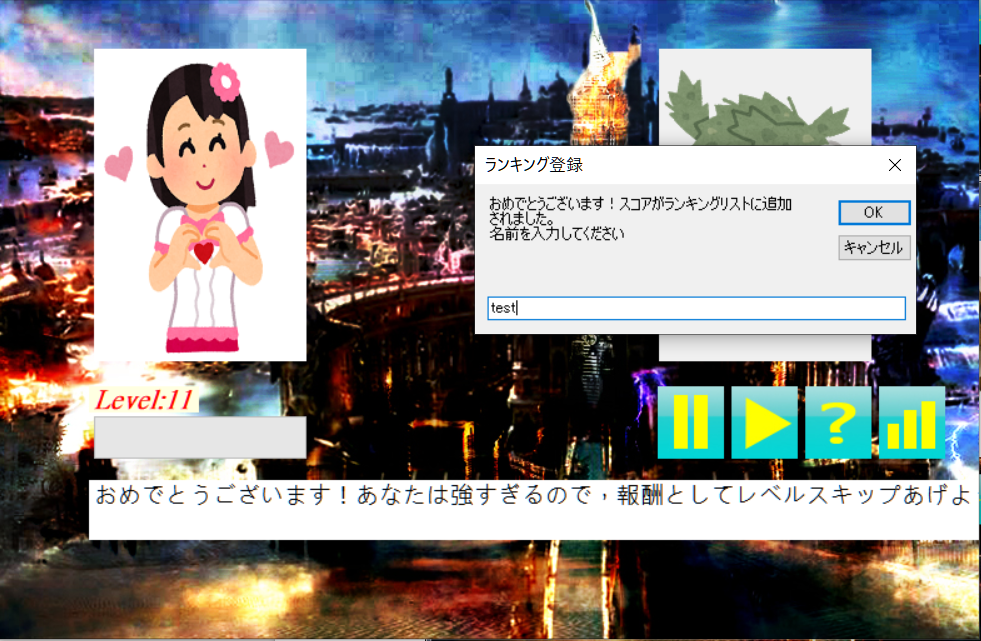 ランキング登録
おめでとうございます！スコアがランキングリストに追加
されました。
名前を入力してください
OK
キャンセル
test
Level:11
?
おめでとうございます！あなたは強すぎるので，報酬としてレベルスキップあげよ